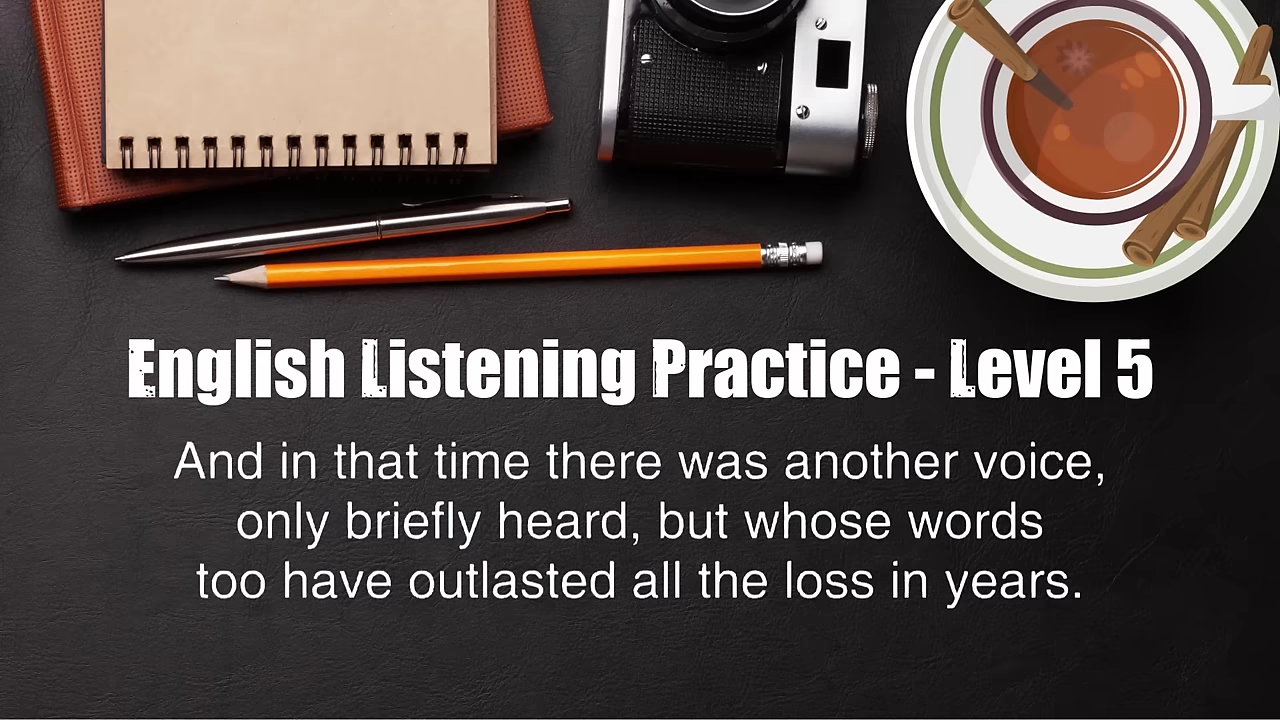 English Listening Practice - Level 5
And in that time there was another voice,
only briefly heard, but whose words
too have outlasted all the loss in years.